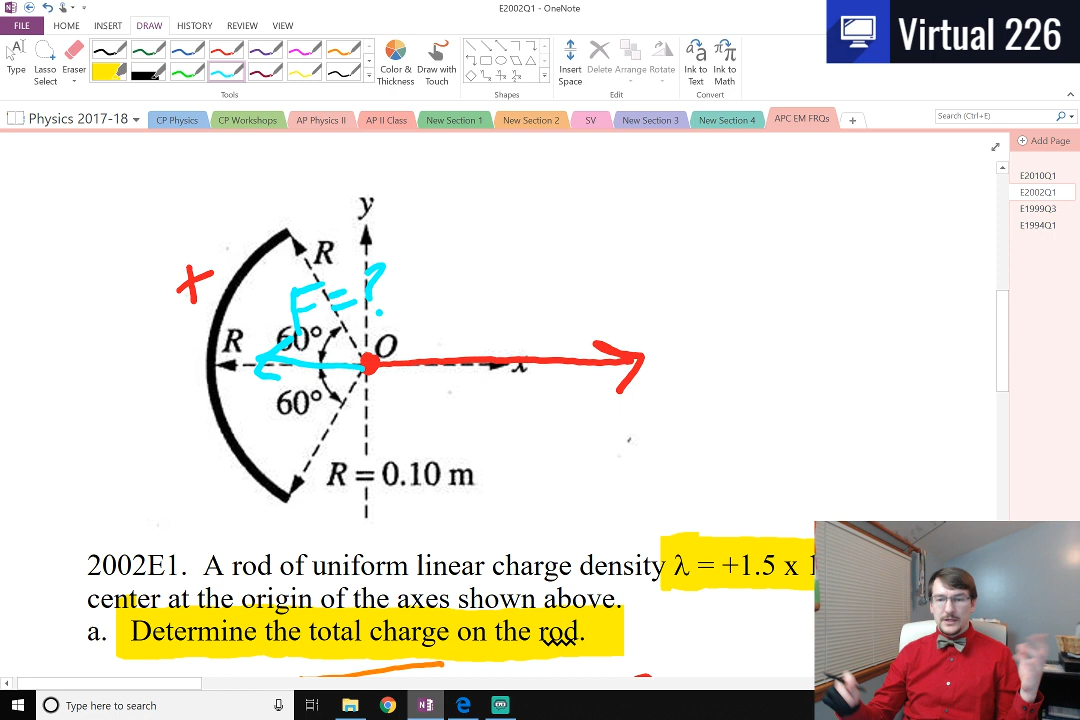 E2002Q1 - OneNote
Virtual 226
FILE HOME INSERT DRAW HISTORY REVIEW VIEW
Type Lasso Select Eraser Color & Thickness Draw with Touch Insert Space Delete Arrange Rotate Ink to Text Ink to Math
Tools Shapes Edit Convert
Physics 2017-18 CP Physics CP Workshops AP Physics II AP II Class New Section 1 New Section 2 SV New Section 3 New Section 4 APC EM FRQs Search (Ctrl+E)
Add Page
E2010Q1
E2002Q1
E1999Q3
E1994Q1
y
R
+
F=?
R 60° O
x
60°
R = 0.10 m
2002E1. A rod of uniform linear charge density λ = +1.5 x 1
center at the origin of the axes shown above.
a. Determine the total charge on the rod.
Type here to search